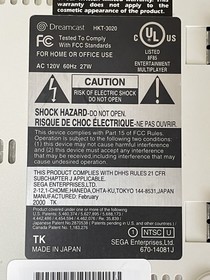 Dreamcast HKT-3020
FC Tested To Comply
With FCC Standards
FOR HOME OR OFFICE USE
AC 120V 60Hz 27W
C UL US
LISTED
8F85
ENTERTAINMENT
MULTIPLAYER
CAUTION
RISK OF ELECTRIC SHOCK
DO NOT OPEN
SHOCK HAZARD-DO NOT OPEN.
RISQUE DE CHOC ELECTRIQUE-NE PAS OUVRIR.
This device complies with Part 15 of FCC Rules.
Operation is subject to the following two
conditions: (1) This device may not cause
harmful interference and (2) this device must
accept any interference received, including
interference that may cause undesired operation.
THIS PRODUCT COMPLIES WITH DHHS RULES 21 CFR
SUBCHAPTER J APPLICABLE.
SEGA ENTERPRISES,LTD.
2-12,1-CHOME,HANEDA,OHTA-KU,TOKYO 144-8531,JAPAN
MANUFACTURED: February
2000 TK
TK
MADE IN JAPAN
1 NTSC U
SEGA ENTERPRISES,LTD.
670-14081J